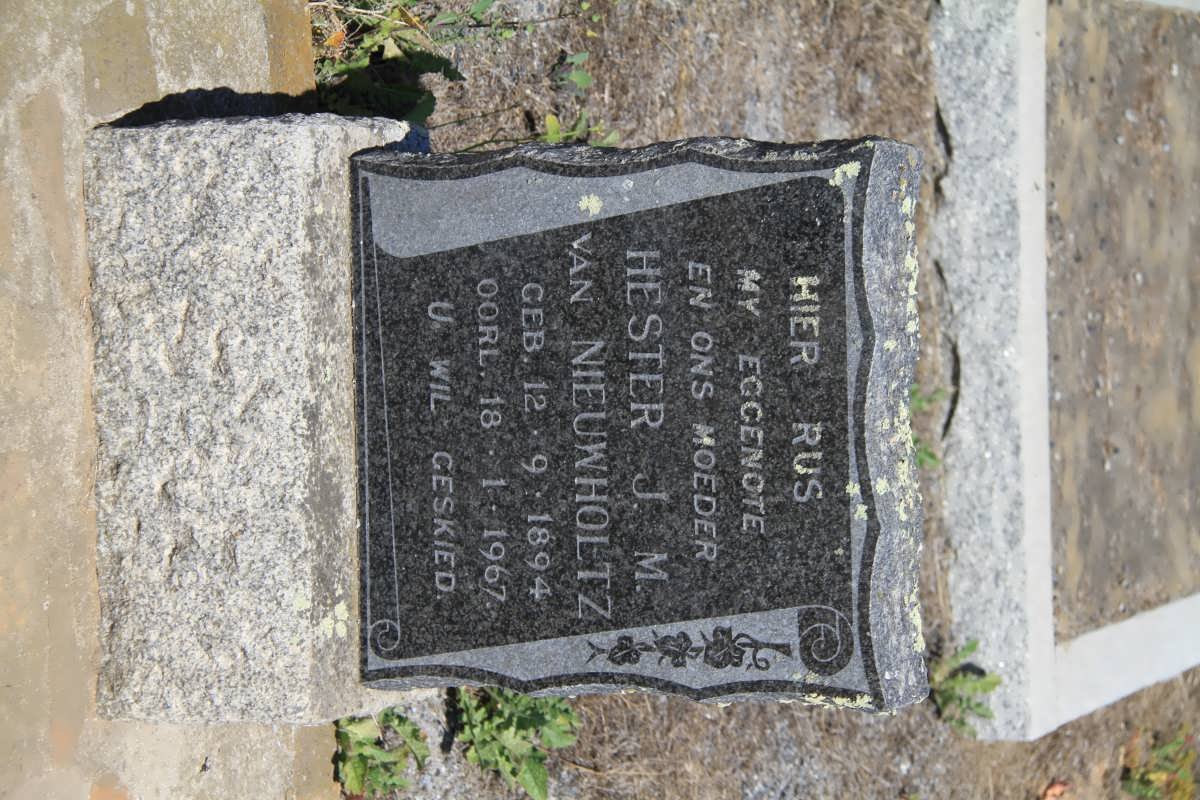 HIER RUS
MY EGGENOTE
EN ONS MOEDER
HESTER J. M.
VAN NIEUWHOLTZ
GEB. 12.9.1894
OORL. 18.1.1967.
U WIL GESKIED